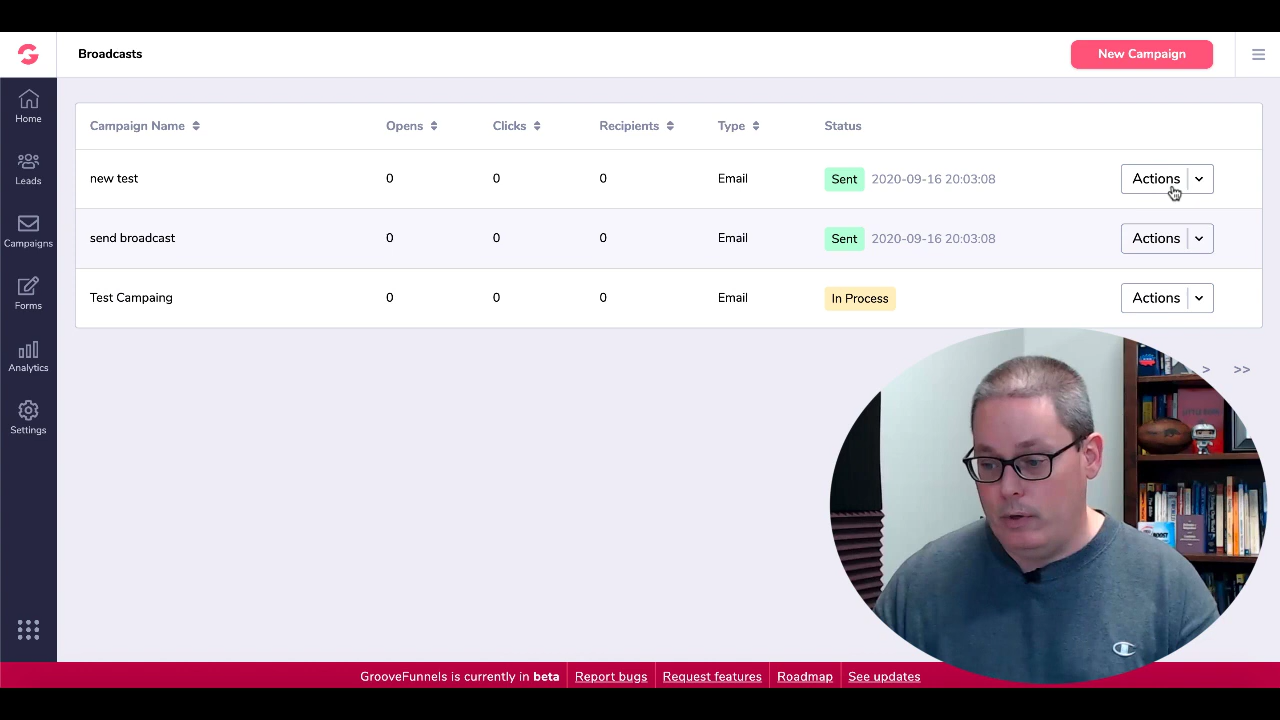 Broadcasts
New Campaign
Home
Leads
Campaigns
Forms
Analytics
Settings
Campaign Name Opens Clicks Recipients Type Status
new test 0 0 0 Email Sent 2020-09-16 20:03:08 Actions
send broadcast 0 0 0 Email Sent 2020-09-16 20:03:08 Actions
Test Campaing 0 0 0 Email In Process Actions
> >>
GrooveFunnels is currently in beta Report bugs Request features Roadmap See updates